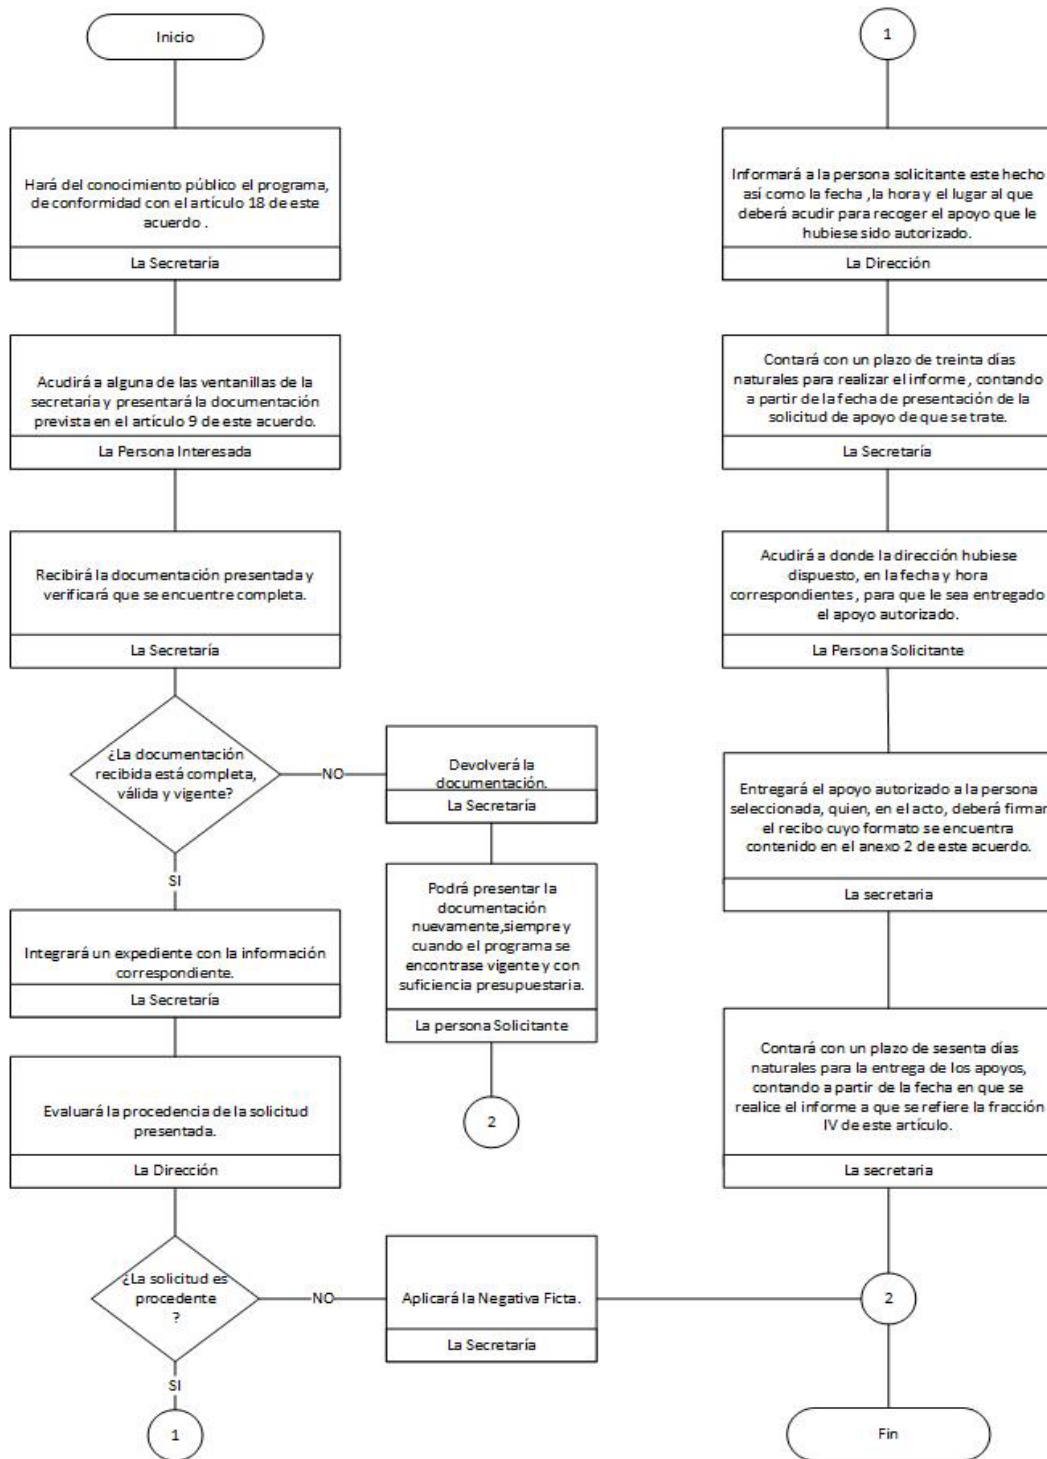 Inicio
Hará del conocimiento público el programa,
de conformidad con el artículo 18 de este
acuerdo .
La Secretaría
Acudirá a alguna de las ventanillas de la
secretaría y presentará la documentación
prevista en el artículo 9 de este acuerdo.
La Persona Interesada
Recibirá la documentación presentada y
verificará que se encuentre completa.
La Secretaría
¿La documentación
recibida está completa,
válida y vigente?
NO
Devolverá la
documentación.
La Secretaría
Podrá presentar la
documentación
nuevamente,siempre y
cuando el programa se
encontrase vigente y con
suficiencia presupuestaria.
La persona Solicitante
2
SI
Integrará un expediente con la información
correspondiente.
La Secretaría
Evaluará la procedencia de la solicitud
presentada.
La Dirección
¿La solicitud es
procedente
?
NO
Aplicará la Negativa Ficta.
La Secretaría
SI
1
1
Informará a la persona solicitante este hecho
así como la fecha ,la hora y el lugar al que
deberá acudir para recoger el apoyo que le
hubiese sido autorizado.
La Dirección
Contará con un plazo de treinta días
naturales para realizar el informe , contando
a partir de la fecha de presentación de la
solicitud de apoyo de que se trate.
La Secretaría
Acudirá a donde la dirección hubiese
dispuesto, en la fecha y hora
correspondientes , para que le sea entregado
el apoyo autorizado.
La Persona Solicitante
Entregará el apoyo autorizado a la persona
seleccionada, quien, en el acto, deberá firmar
el recibo cuyo formato se encuentra
contenido en el anexo 2 de este acuerdo.
La secretaria
Contará con un plazo de sesenta días
naturales para la entrega de los apoyos,
contando a partir de la fecha en que se
realice el informe a que se refiere la fracción
IV de este artículo.
La secretaria
2
Fin